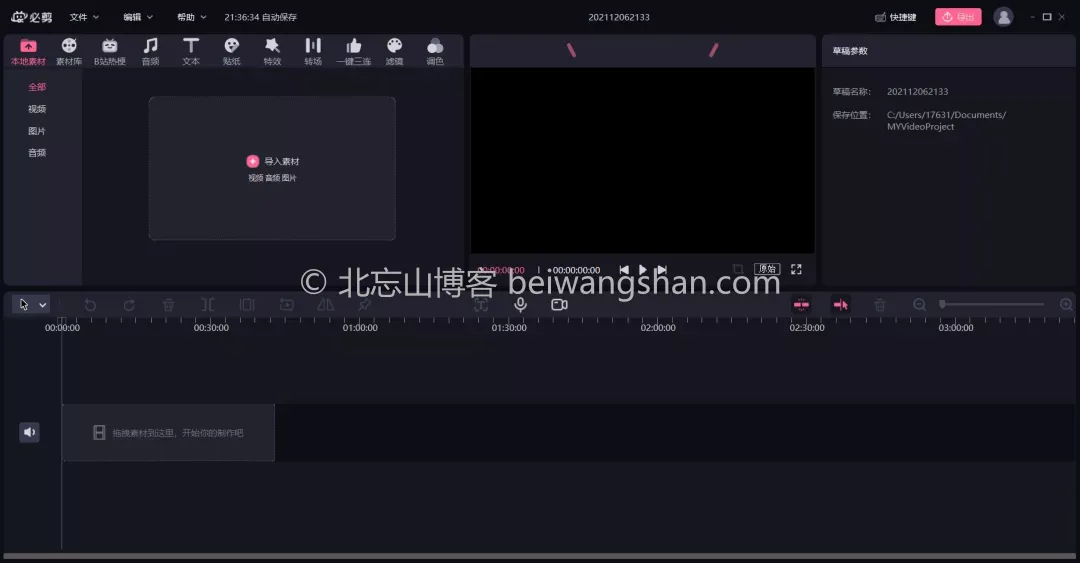 必剪 文件 编辑 帮助 21:36:34 自动保存 202112062133 快捷键 导出
本地素材 素材库 B站热梗 音频 文本 贴纸 特效 转场 一键三连 滤镜 调色
全部
视频
图片
音频
导入素材
视频 音频 图片
草稿参数
草稿名称: 202112062133
保存位置: C:/Users/17631/Documents/
MYVideoProject
00:00:00:00 00:00:00:00 原始
© 北忘山博客 beiwangshan.com
00:00:00 00:30:00 01:00:00 01:30:00 02:00:00 02:30:00 03:00:00
拖拽素材到这里,开始你的制作吧